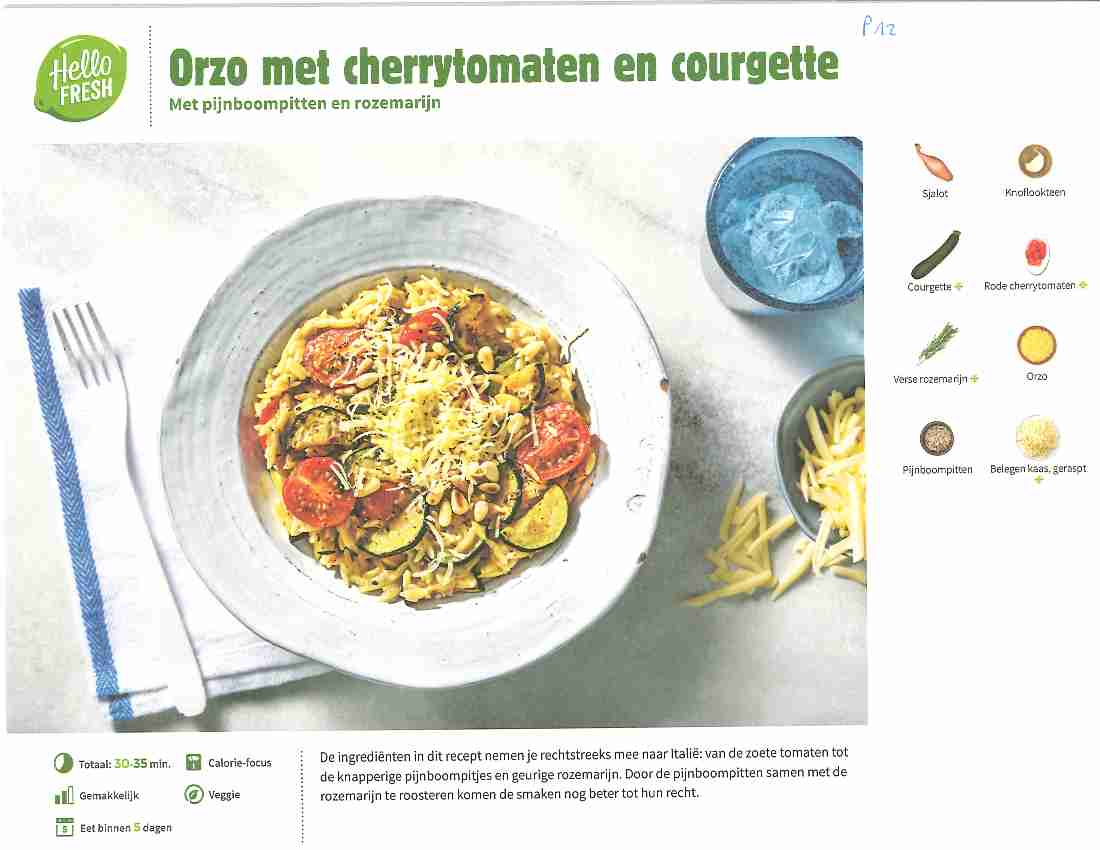 P12
Hello
FRESH
Orzo met cherrytomaten en courgette
Met pijnboompitten en rozemarijn
Sjalot
Knoflookteen
Courgette
Rode cherrytomaten
Verse rozemarijn
Orzo
Pijnboompitten
Belegen kaas, geraspt
Totaal: 30-35 min.
Calorie-focus
Gemakkelijk
Veggie
5
Eet binnen 5 dagen
De ingrediënten in dit recept nemen je rechtstreeks mee naar Italië: van de zoete tomaten tot
de knapperige pijnboompitjes en geurige rozemarijn. Door de pijnboompitten samen met de
rozemarijn te roosteren komen de smaken nog beter tot hun recht.